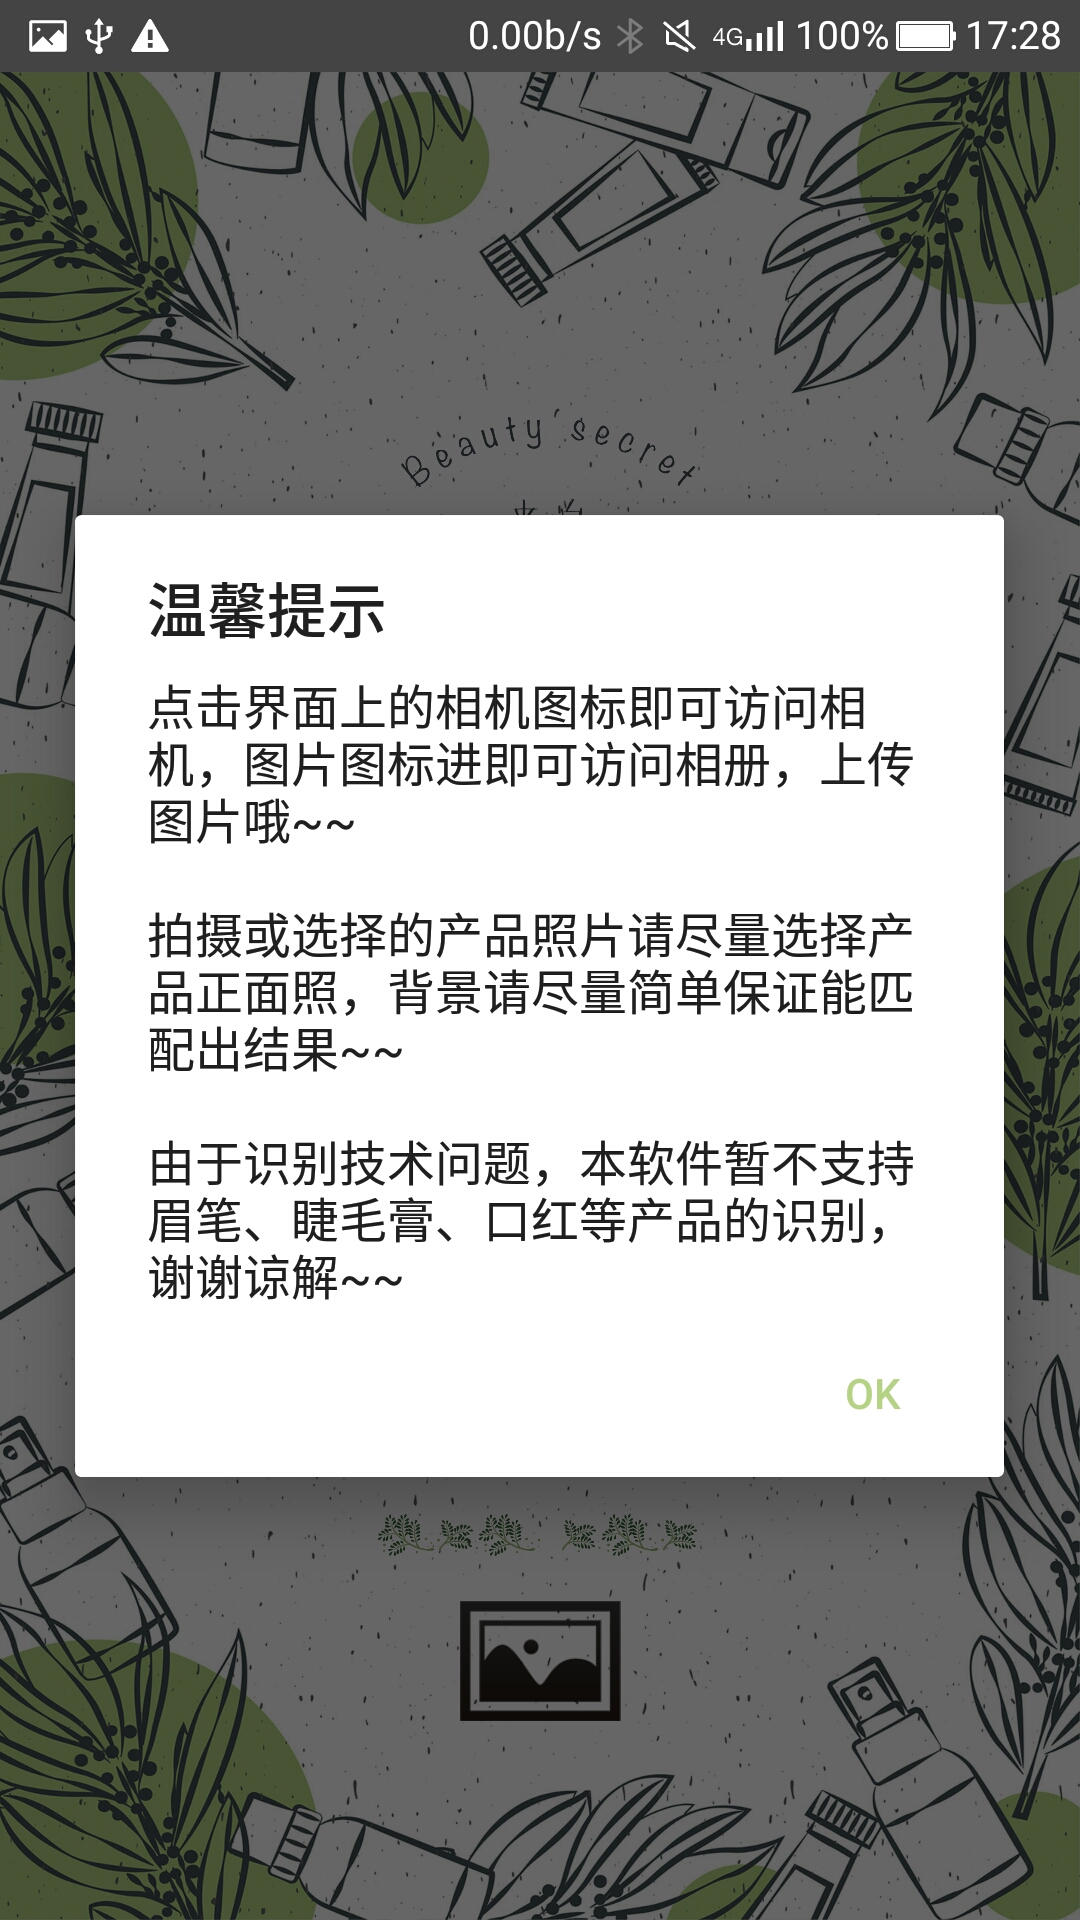 0.00b/s 4G 100% 17:28
Beauty secret
温馨提示
点击界面上的相机图标即可访问相
机，图片图标进即可访问相册，上传
图片哦~~
拍摄或选择的产品照片请尽量选择产
品正面照，背景请尽量简单保证能匹
配出结果~~
由于识别技术问题，本软件暂不支持
眉笔、睫毛膏、口红等产品的识别，
谢谢谅解~~
OK